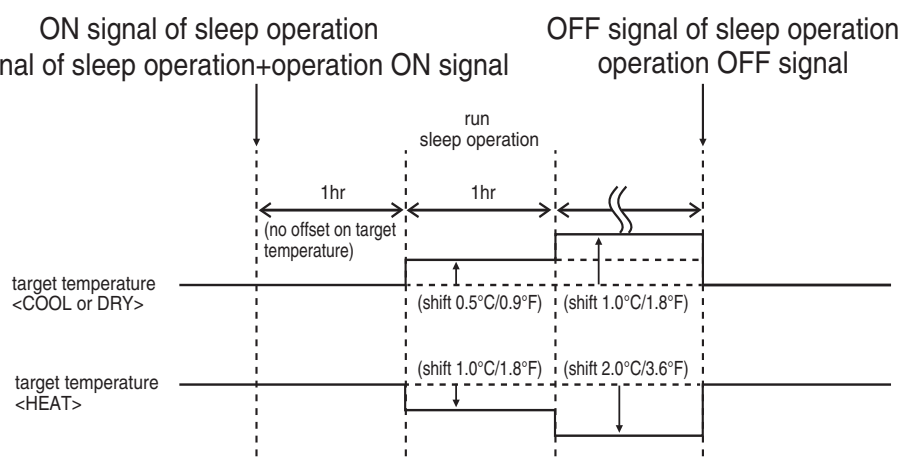 ON signal of sleep operation
nal of sleep operation+operation ON signal
OFF signal of sleep operation
operation OFF signal
run
sleep operation
1hr
1hr
(no offset on target
temperature)
target temperature
<COOL or DRY>
(shift 0.5°C/0.9°F)
(shift 1.0°C/1.8°F)
target temperature
<HEAT>
(shift 1.0°C/1.8°F)
(shift 2.0°C/3.6°F)